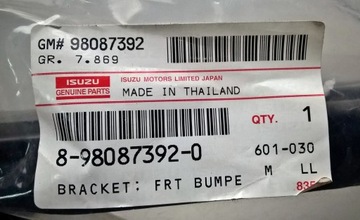 GM# 98087392
GR. 7.869
ISUZU
GENUINE PARTS
ISUZU MOTORS LIMITED JAPAN
MADE IN THAILAND
QTY. 1
8-98087392-0
601-030
M LL
BRACKET: FRT BUMPE